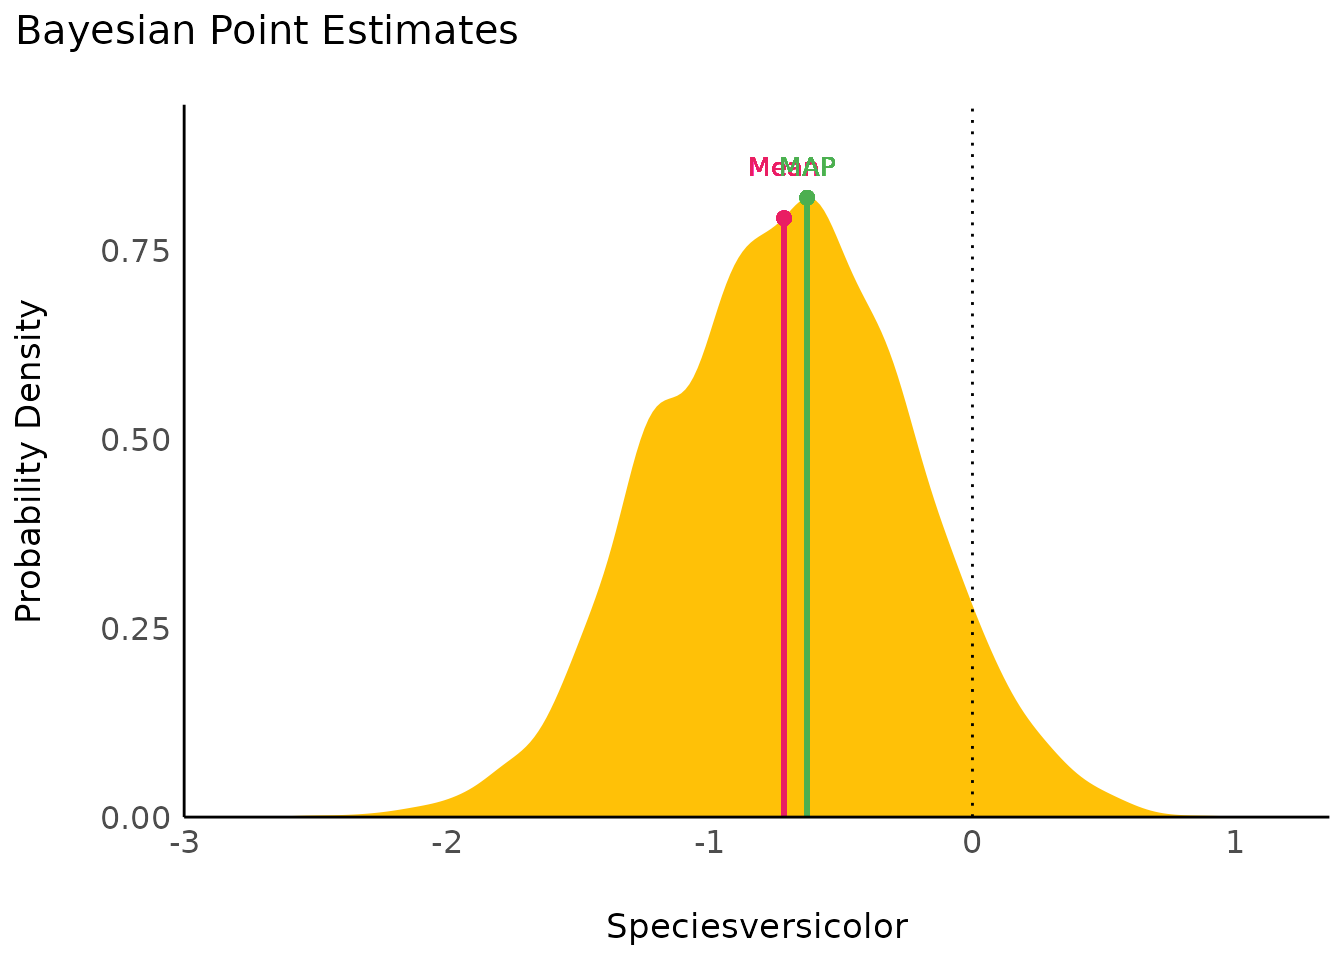 Bayesian Point Estimates
Mean MAP
0.75
0.50
0.25
0.00
Probability Density
-3 -2 -1 0 1
Speciesversicolor